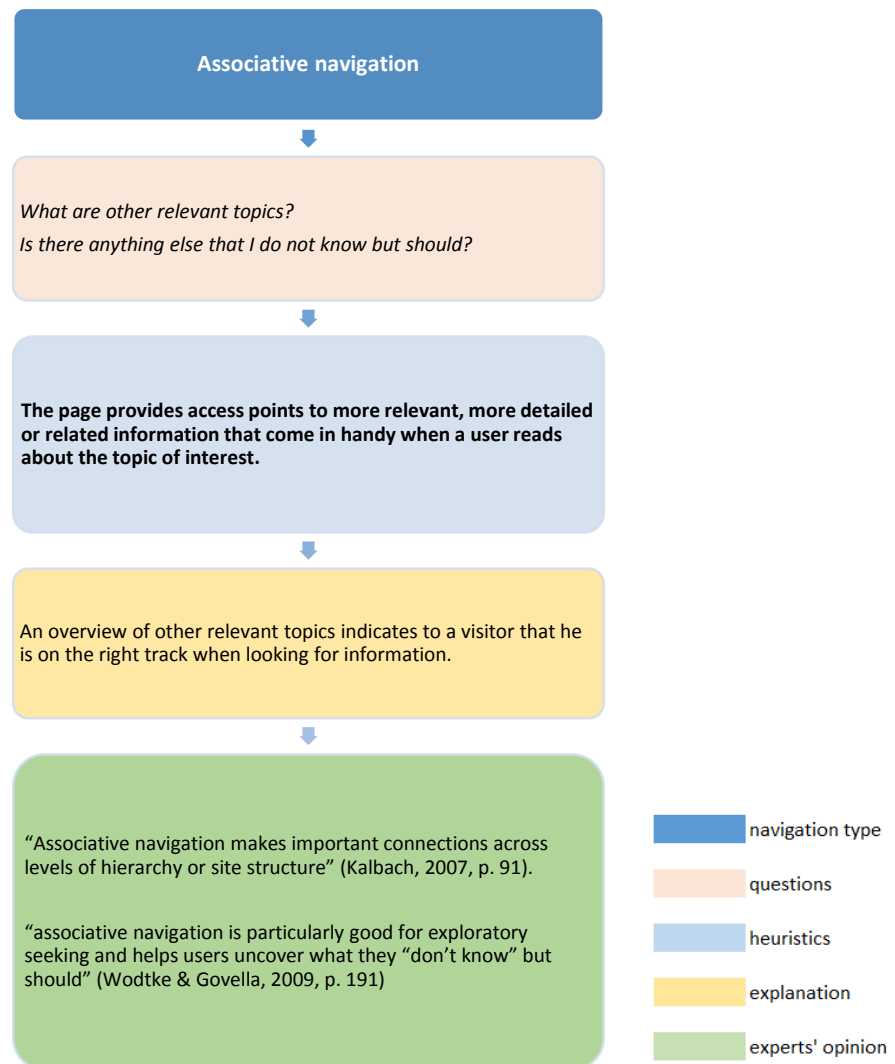 Associative navigation
What are other relevant topics?
Is there anything else that I do not know but should?
The page provides access points to more relevant, more detailed
or related information that come in handy when a user reads
about the topic of interest.
An overview of other relevant topics indicates to a visitor that he
is on the right track when looking for information.
“Associative navigation makes important connections across
levels of hierarchy or site structure” (Kalbach, 2007, p. 91).
“associative navigation is particularly good for exploratory
seeking and helps users uncover what they “don’t know” but
should” (Wodtke & Govella, 2009, p. 191)
navigation type
questions
heuristics
explanation
experts' opinion